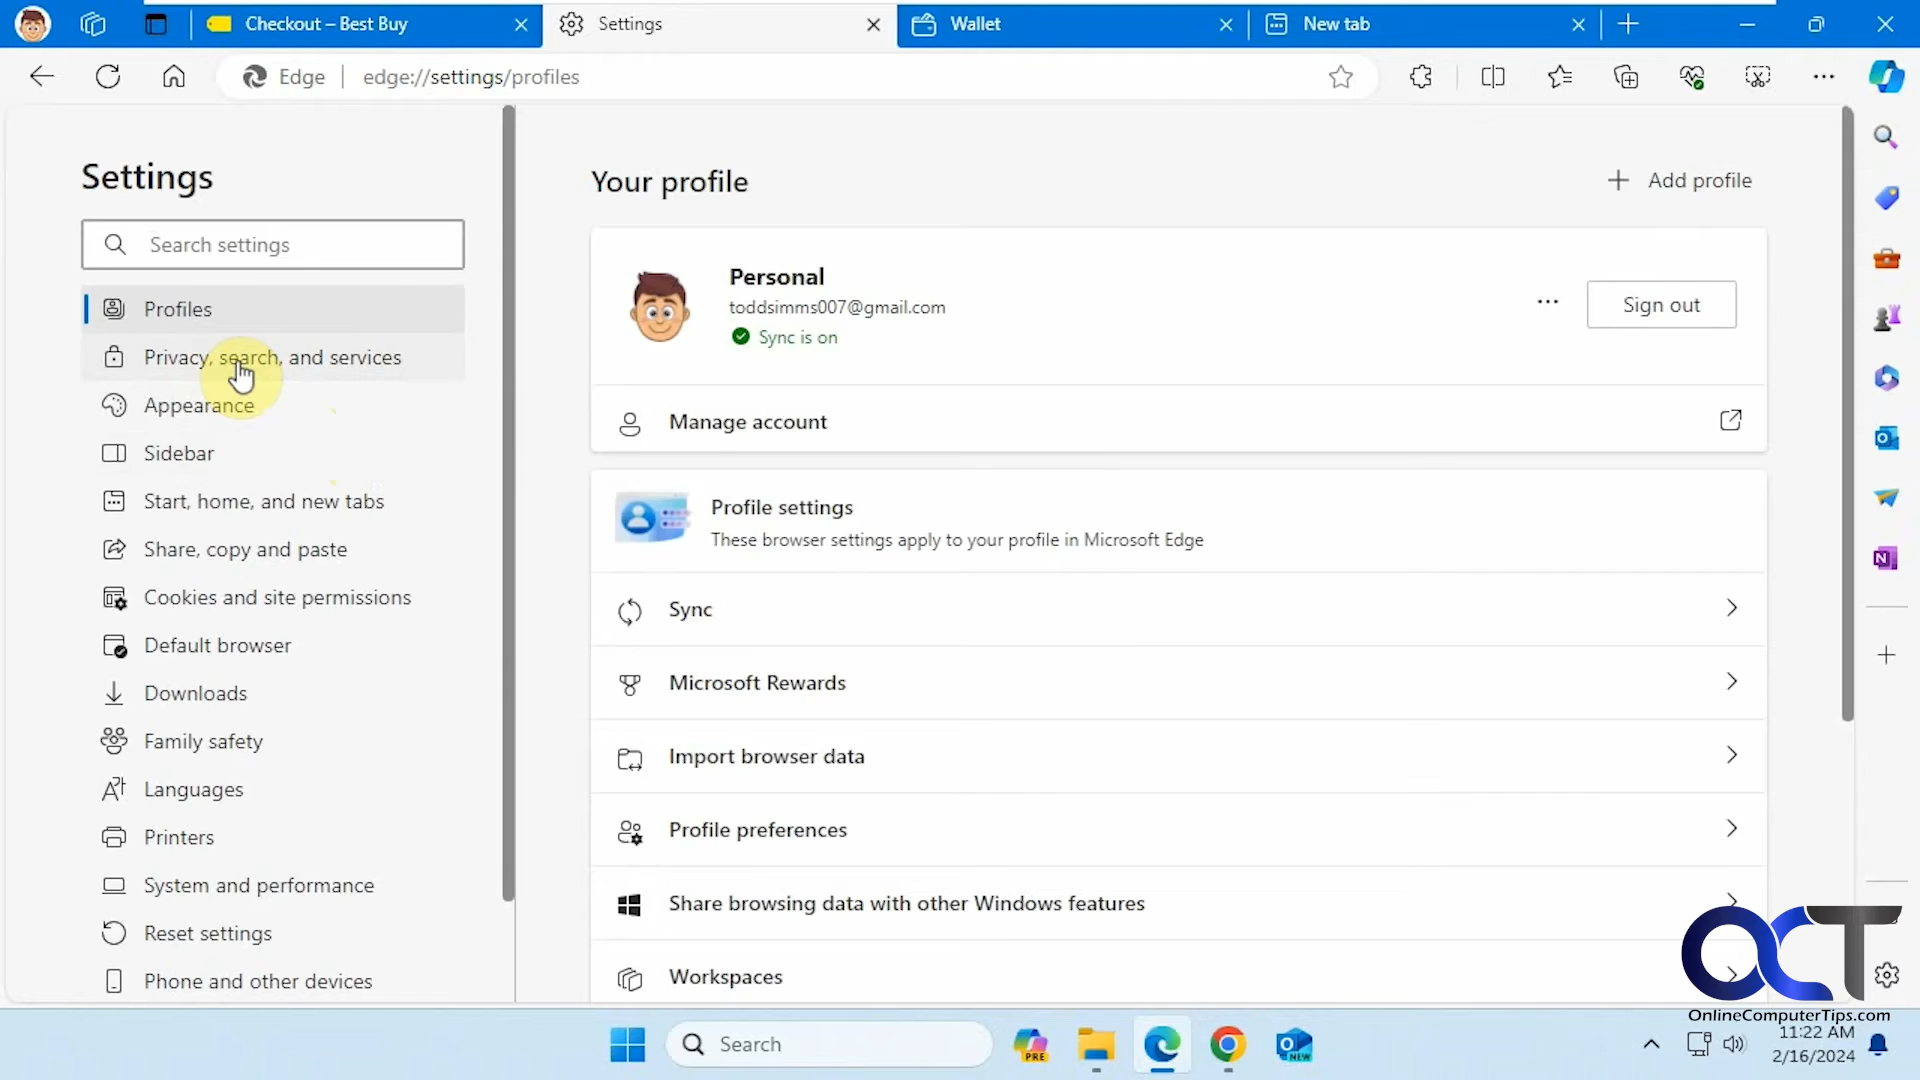 Checkout – Best Buy
Settings
Wallet
New tab
Edge
edge://settings/profiles
Settings
Search settings
Profiles
Privacy, search, and services
Appearance
Sidebar
Start, home, and new tabs
Share, copy and paste
Cookies and site permissions
Default browser
Downloads
Family safety
Languages
Printers
System and performance
Reset settings
Phone and other devices
Your profile
Add profile
Personal
toddsimms007@gmail.com
Sync is on
Sign out
Manage account
Profile settings
These browser settings apply to your profile in Microsoft Edge
Sync
Microsoft Rewards
Import browser data
Profile preferences
Share browsing data with other Windows features
Workspaces
OCT
OnlineComputerTips.com
Search
PRE
NEW
11:22 AM
2/16/2024